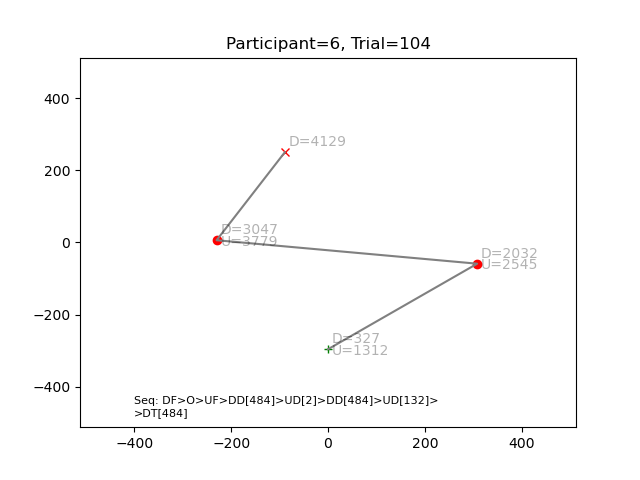 Participant=6, Trial=104
400
200
0
−200
−400
−400
−200
0
200
400
D=4129
D=3047
U=3779
D=2032
U=2545
D=327
U=1312
Seq: DF>O>UF>DD[484]>UD[2]>DD[484]>UD[132]>
>DT[484]